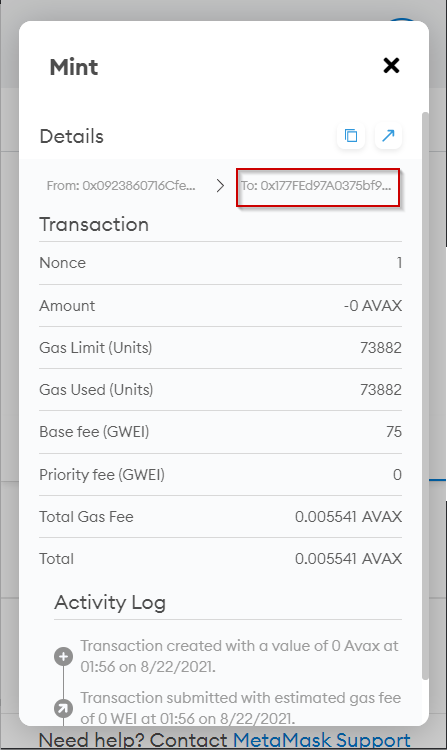 Mint
Details
From: 0x0923860716Cfe...
To: 0x177FEd97A0375bf9...
Transaction
Nonce 1
Amount -0 AVAX
Gas Limit (Units) 73882
Gas Used (Units) 73882
Base fee (GWEI) 75
Priority fee (GWEI) 0
Total Gas Fee 0.005541 AVAX
Total 0.005541 AVAX
Activity Log
Transaction created with a value of 0 Avax at
01:56 on 8/22/2021.
Transaction submitted with estimated gas fee
of 0 WEI at 01:56 on 8/22/2021.
Need help? Contact MetaMask Support